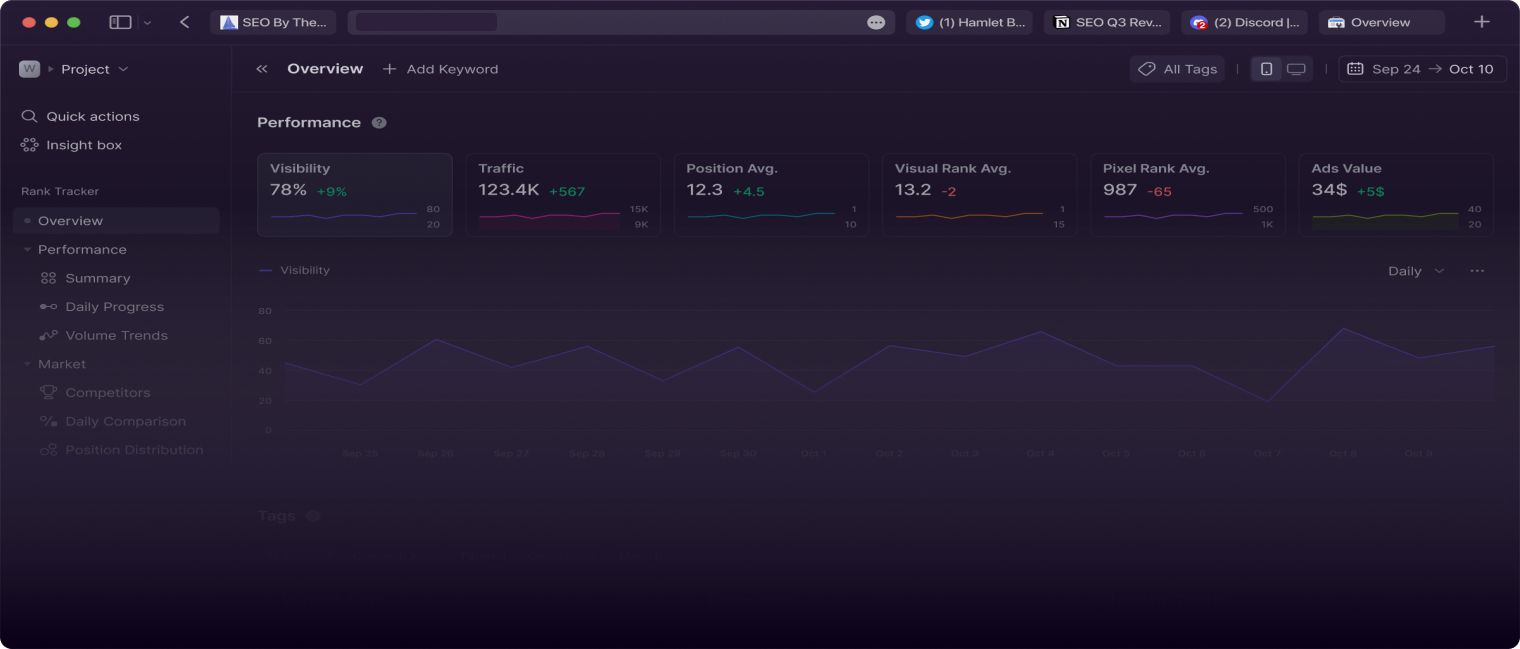 SEO By The...
(1) Hamlet B...
SEO Q3 Rev...
(2) Discord |...
Overview
W
Project
Overview
Add Keyword
All Tags
Sep 24 → Oct 10
Quick actions
Insight box
Rank Tracker
Overview
Performance
Summary
Daily Progress
Volume Trends
Market
Competitors
Daily Comparison
Position Distribution
Performance ?
Visibility
78% +9%
80
20
Traffic
123.4K +567
15K
9K
Position Avg.
12.3 +4.5
1
10
Visual Rank Avg.
13.2 -2
1
15
Pixel Rank Avg.
987 -65
500
1K
Ads Value
34$ +5$
40
20
Visibility
Daily
80
60
40
20
0
Sep 25 Sep 26 Sep 27 Sep 28 Sep 29 Sep 30 Oct 1 Oct 2 Oct 3 Oct 4 Oct 5 Oct 6 Oct 7 Oct 8
Tags